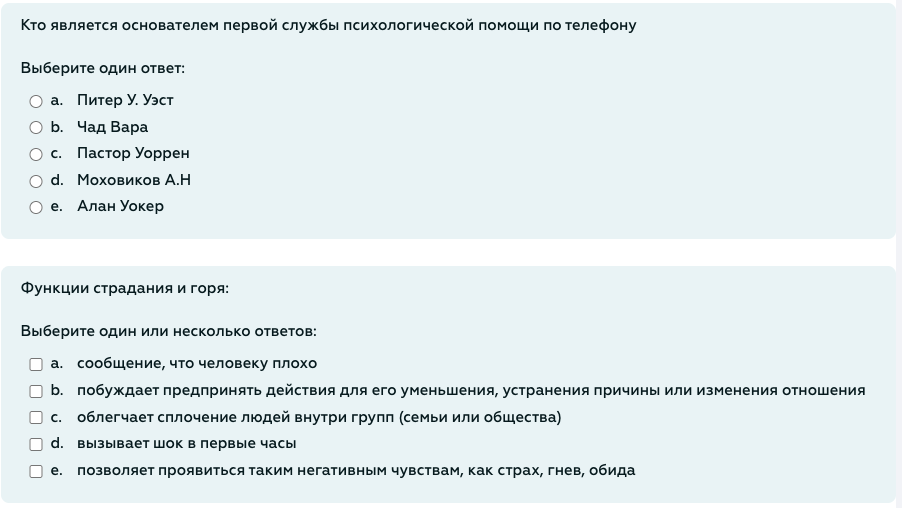 Кто является основателем первой службы психологической помощи по телефону
Выберите один ответ:
a. Питер У. Уэст
b. Чад Вара
c. Пастор Уоррен
d. Моховиков А.Н
e. Алан Уокер
Функции страдания и горя:
Выберите один или несколько ответов:
a. сообщение, что человеку плохо
b. побуждает предпринять действия для его уменьшения, устранения причины или изменения отношения
c. облегчает сплочение людей внутри групп (семьи или общества)
d. вызывает шок в первые часы
e. позволяет проявиться таким негативным чувствам, как страх, гнев, обида